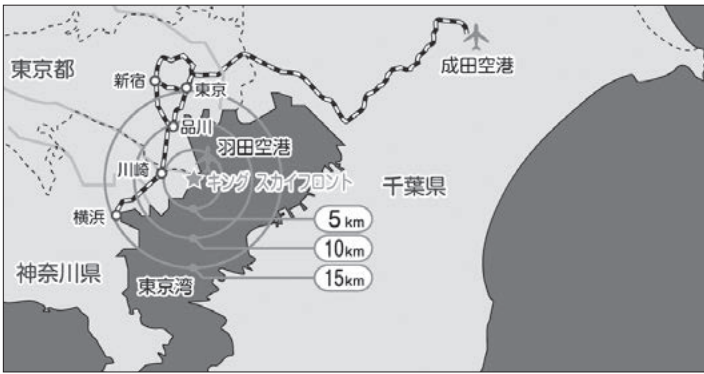 東京都
新宿
東京
成田空港
品川
羽田空港
川崎
キング スカイフロント
千葉県
横浜
5km
10km
15km
神奈川県
東京湾